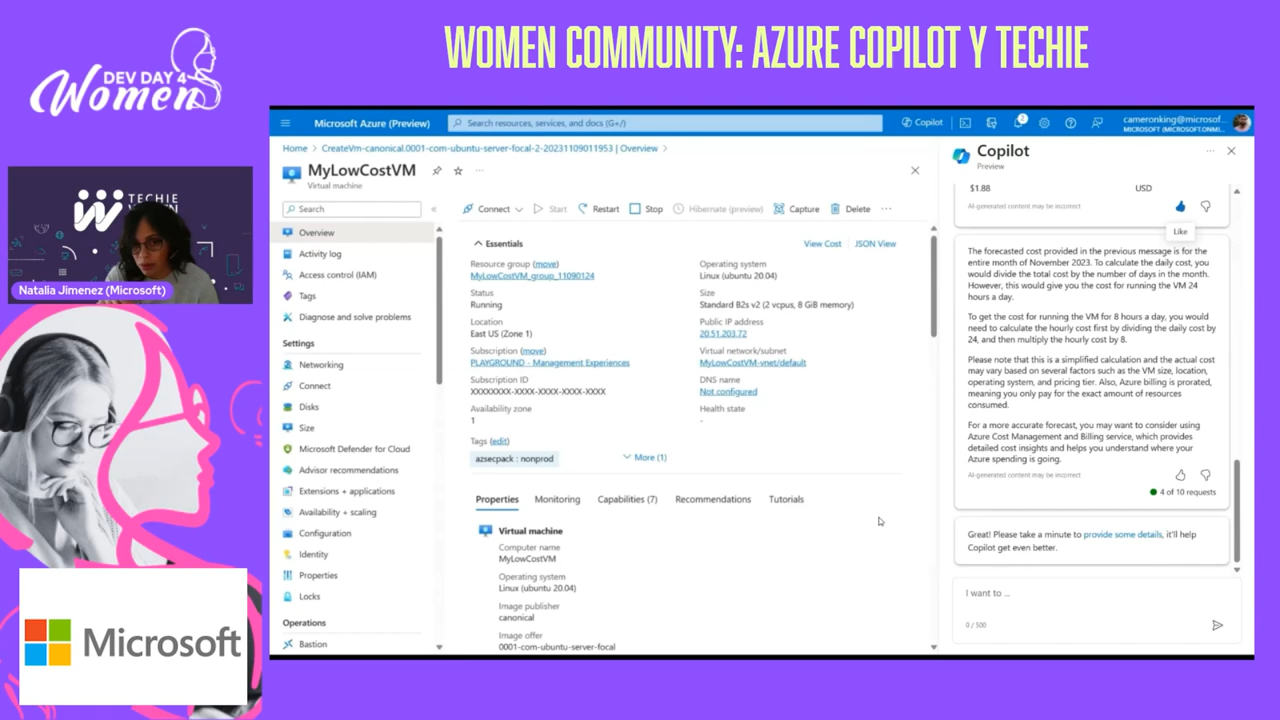 WOMEN COMMUNITY: AZURE COPILOT Y TECHIE
DEV DAY 4
Women
TECHIE
Natalia Jimenez (Microsoft)
Microsoft
Microsoft Azure (Preview)
Search resources, services, and docs (G+/)
Copilot
2
cameronking@microsof...
MICROSOFT (MICROSOFT.ONMI...
Home > CreateVm-canonical.0001-com-ubuntu-server-focal-2-20231109011953 | Overview >
MyLowCostVM
Virtual machine
Search
Connect
Start
Restart
Stop
Hibernate (preview)
Capture
Delete
Overview
Activity log
Access control (IAM)
Tags
Diagnose and solve problems
Settings
Networking
Connect
Disks
Size
Microsoft Defender for Cloud
Advisor recommendations
Extensions + applications
Availability + scaling
Configuration
Identity
Properties
Locks
Operations
Bastion
Essentials
View Cost
JSON View
Resource group (move)
MyLowCostVM_group_11090124
Status
Running
Location
East US (Zone 1)
Subscription (move)
PLAYGROUND - Management Experiences
Subscription ID
XXXXXXXX-XXXX-XXXX-XXXX-XXXX
Availability zone
1
Tags (edit)
azsecpack : nonprod
More (1)
Operating system
Linux (ubuntu 20.04)
Size
Standard B2s v2 (2 vcpus, 8 GiB memory)
Public IP address
20.51.203.72
Virtual network/subnet
MyLowCostVM-vnet/default
DNS name
Not configured
Health state
-
Properties
Monitoring
Capabilities (7)
Recommendations
Tutorials
Virtual machine
Computer name
MyLowCostVM
Operating system
Linux (ubuntu 20.04)
Image publisher
canonical
Image offer
0001-com-ubuntu-server-focal
Copilot
Preview
$1.88
USD
AI-generated content may be incorrect
Like
The forecasted cost provided in the previous message is for the
entire month of November 2023. To calculate the daily cost, you
would divide the total cost by the number of days in the month.
However, this would give you the cost for running the VM 24
hours a day.
To get the cost for running the VM for 8 hours a day, you would
need to calculate the hourly cost first by dividing the daily cost by
24, and then multiply the hourly cost by 8.
Please note that this is a simplified calculation and the actual cost
may vary based on several factors such as the VM size, location,
operating system, and pricing tier. Also, Azure billing is prorated,
meaning you only pay for the exact amount of resources
consumed.
For a more accurate forecast, you may want to consider using
Azure Cost Management and Billing service, which provides
detailed cost insights and helps you understand where your
Azure spending is going.
AI-generated content may be incorrect
4 of 10 requests
Great! Please take a minute to provide some details, it'll help
Copilot get even better.
I want to ...
0 / 500